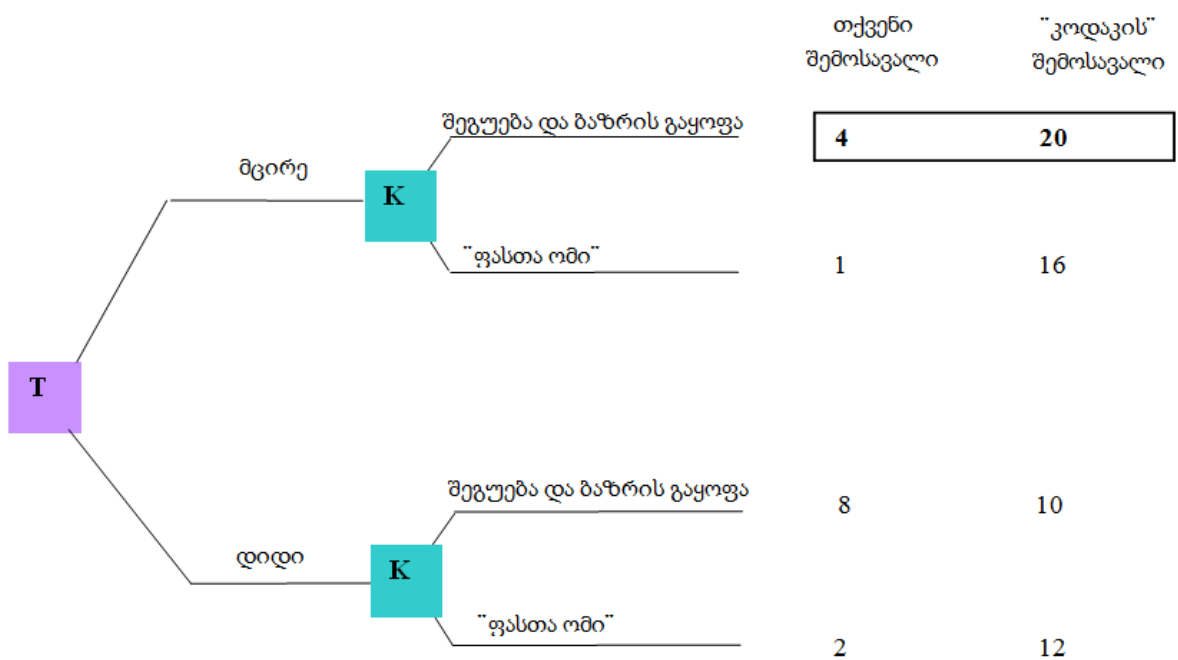 თქვენი
შემოსავალი
"კოდაკის"
შემოსავალი
შეგუება და ბაზრის გაყოფა
4 20
მცირე
K
"ფასთა ომი"
1 16
T
შეგუება და ბაზრის გაყოფა
8 10
დიდი
K
"ფასთა ომი"
2 12